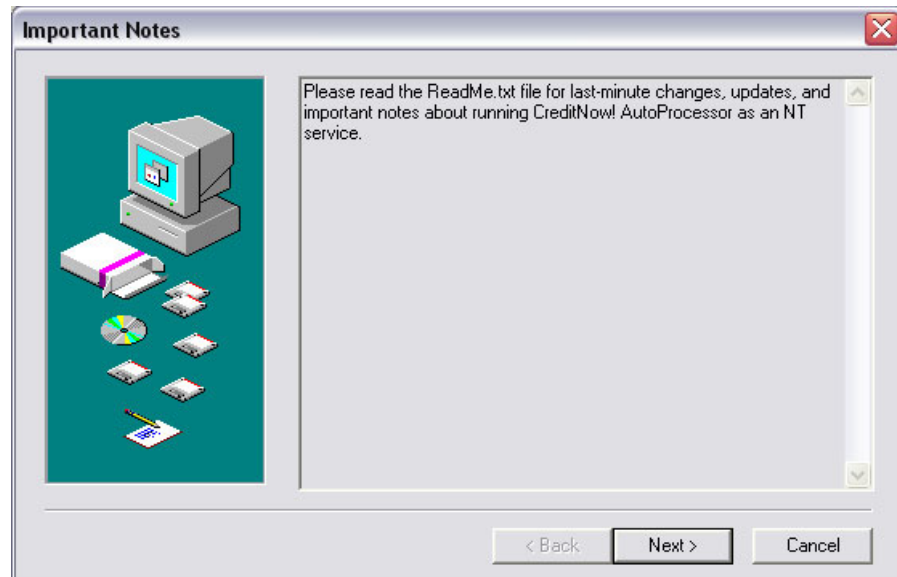 Important Notes
Please read the ReadMe.txt file for last-minute changes, updates, and
important notes about running CreditNow! AutoProcessor as an NT
service.
< Back
Next >
Cancel